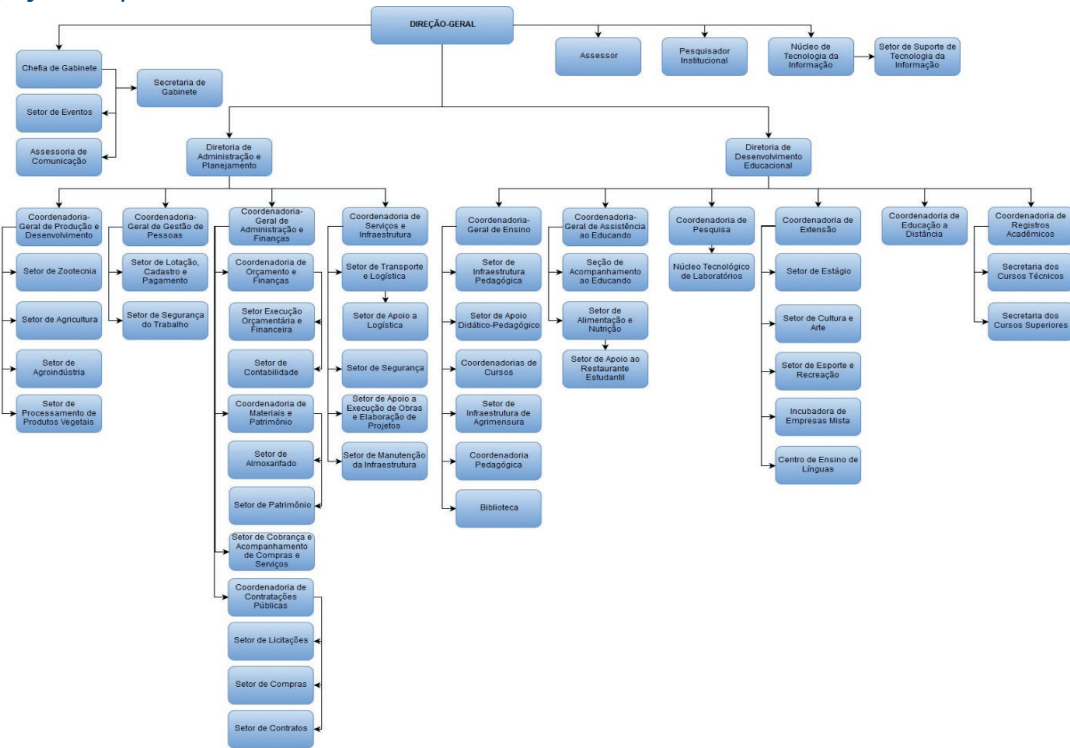 DIREÇÃO-GERAL
Chefia de Gabinete
Secretaria de
Gabinete
Setor de Eventos
Assessoria de
Comunicação
Assessor
Pesquisador
Institucional
Núcleo de
Tecnologia da
Informação
Setor de Suporte de
Tecnologia da
Informação
Diretoria de
Administração e
Planejamento
Diretoria de
Desenvolvimento
Educacional
Coordenadoria-
Geral de Produção e
Desenvolvimento
Setor de Zootecnia
Setor de Agricultura
Setor de
Agroindústria
Setor de
Processamento de
Produtos Vegetais
Coordenadoria-
Geral de Gestão de
Pessoas
Setor de Lotação,
Cadastro e
Pagamento
Setor de Segurança
do Trabalho
Coordenadoria-
Geral de
Administração e
Finanças
Coordenadoria de
Orçamento e
Finanças
Setor Execução
Orçamentária e
Financeira
Setor de
Contabilidade
Coordenadoria de
Materiais e
Patrimônio
Setor de
Almoxarifado
Setor de Patrimônio
Setor de Cobrança e
Acompanhamento
de Compras e
Serviços
Coordenadoria de
Contratações
Públicas
Setor de Licitações
Setor de Compras
Setor de Contratos
Coordenadoria de
Serviços e
Infraestrutura
Setor de Transporte
e Logística
Setor de Apoio a
Logística
Setor de Segurança
Setor de Apoio a
Execução de Obras
e Elaboração de
Projetos
Setor de Manutenção
da Infraestrutura
Coordenadoria-
Geral de Ensino
Setor de
Infraestrutura
Pedagógica
Setor de Apoio
Didático-Pedagógico
Coordenadorias de
Cursos
Setor de
Infraestrutura de
Agrimensura
Coordenadoria
Pedagógica
Biblioteca
Coordenadoria-
Geral de Assistência
ao Educando
Seção de
Acompanhamento
ao Educando
Setor de
Alimentação e
Nutrição
Setor de Apoio ao
Restaurante
Estudantil
Coordenadoria de
Pesquisa
Núcleo Tecnológico
de Laboratórios
Coordenadoria de
Extensão
Setor de Estágio
Setor de Cultura e
Arte
Setor de Esporte e
Recreação
Incubadora de
Empresas Mista
Centro de Ensino de
Línguas
Coordenadoria de
Educação a
Distância
Coordenadoria de
Registros
Acadêmicos
Secretaria dos
Cursos Técnicos
Secretaria dos
Cursos Superiores